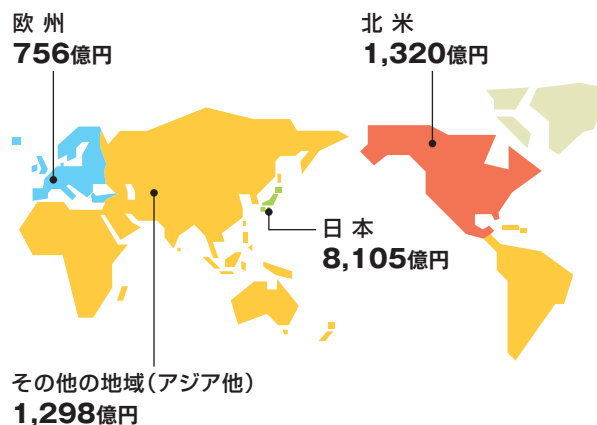 欧 州
756億円
北 米
1,320億円
日 本
8,105億円
その他の地域（アジア他）
1,298億円